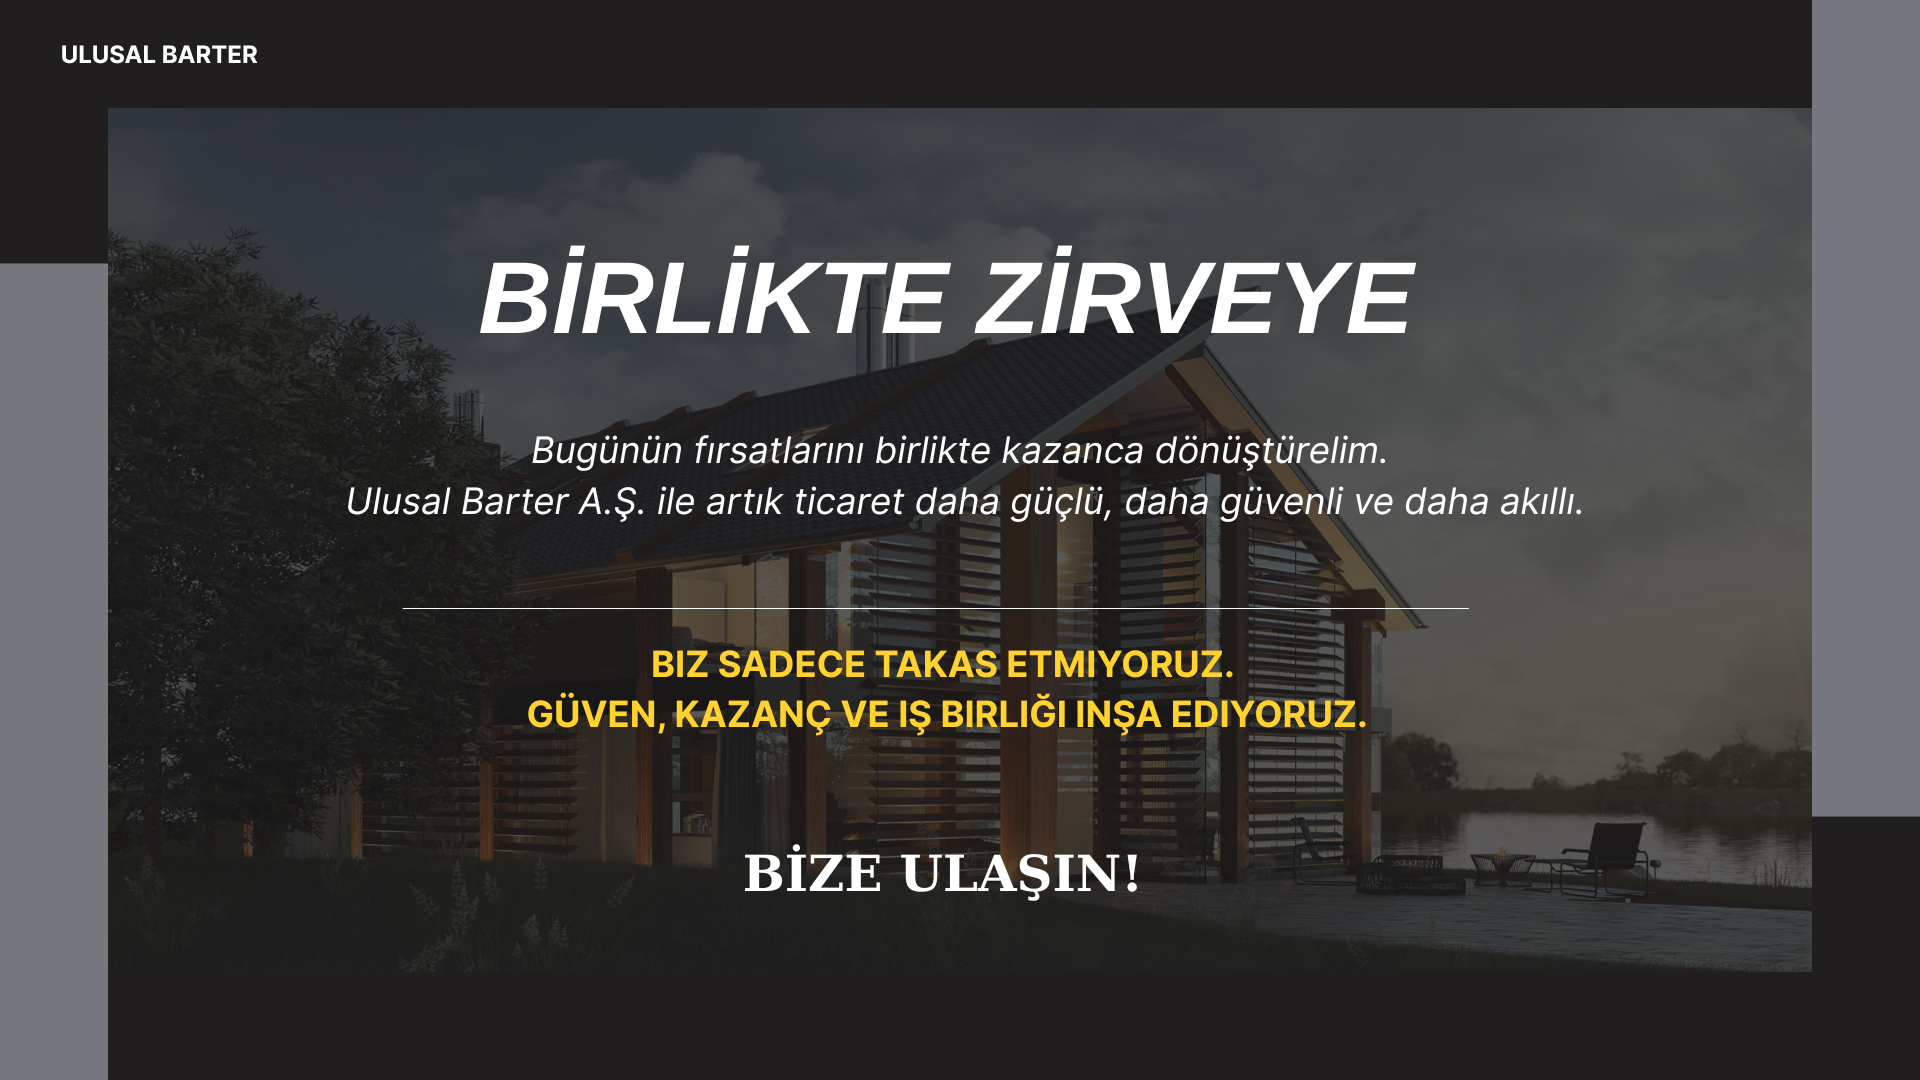 ULUSAL BARTER
BİRLİKTE ZİRVEYE
Bugünün fırsatlarını birlikte kazanca dönüştürelim.
Ulusal Barter A.Ş. ile artık ticaret daha güçlü, daha güvenli ve daha akıllı.
BIZ SADECE TAKAS ETMIYORUZ.
GÜVEN, KAZANÇ VE IŞ BIRLIĞI INŞA EDIYORUZ.
BİZE ULAŞIN!